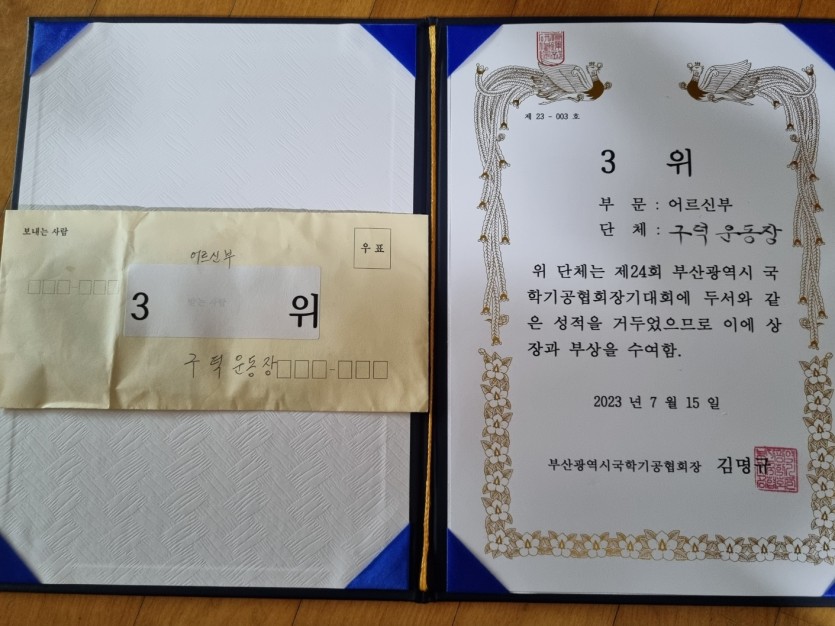 보내는 사람
우 표
어르신부
3 위
구덕 운동장
제 23 - 003 호
3 위
부 문 : 어르신부
단 체 : 구덕 운동장
위 단체는 제24회 부산광역시 국
학기공협회장기대회에 두서와 같
은 성적을 거두었으므로 이에 상
장과 부상을 수여함.
2023 년 7 월 15 일
부산광역시국학기공협회장 김명규